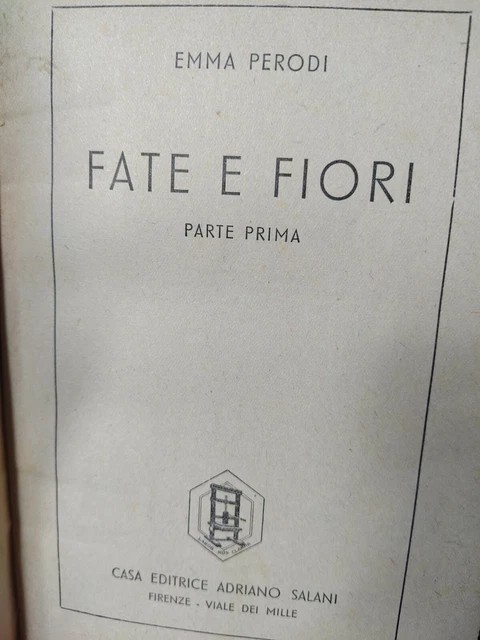 EMMA PERODI
FATE E FIORI
PARTE PRIMA
CASA EDITRICE ADRIANO SALANI
FIRENZE - VIALE DEI MILLE